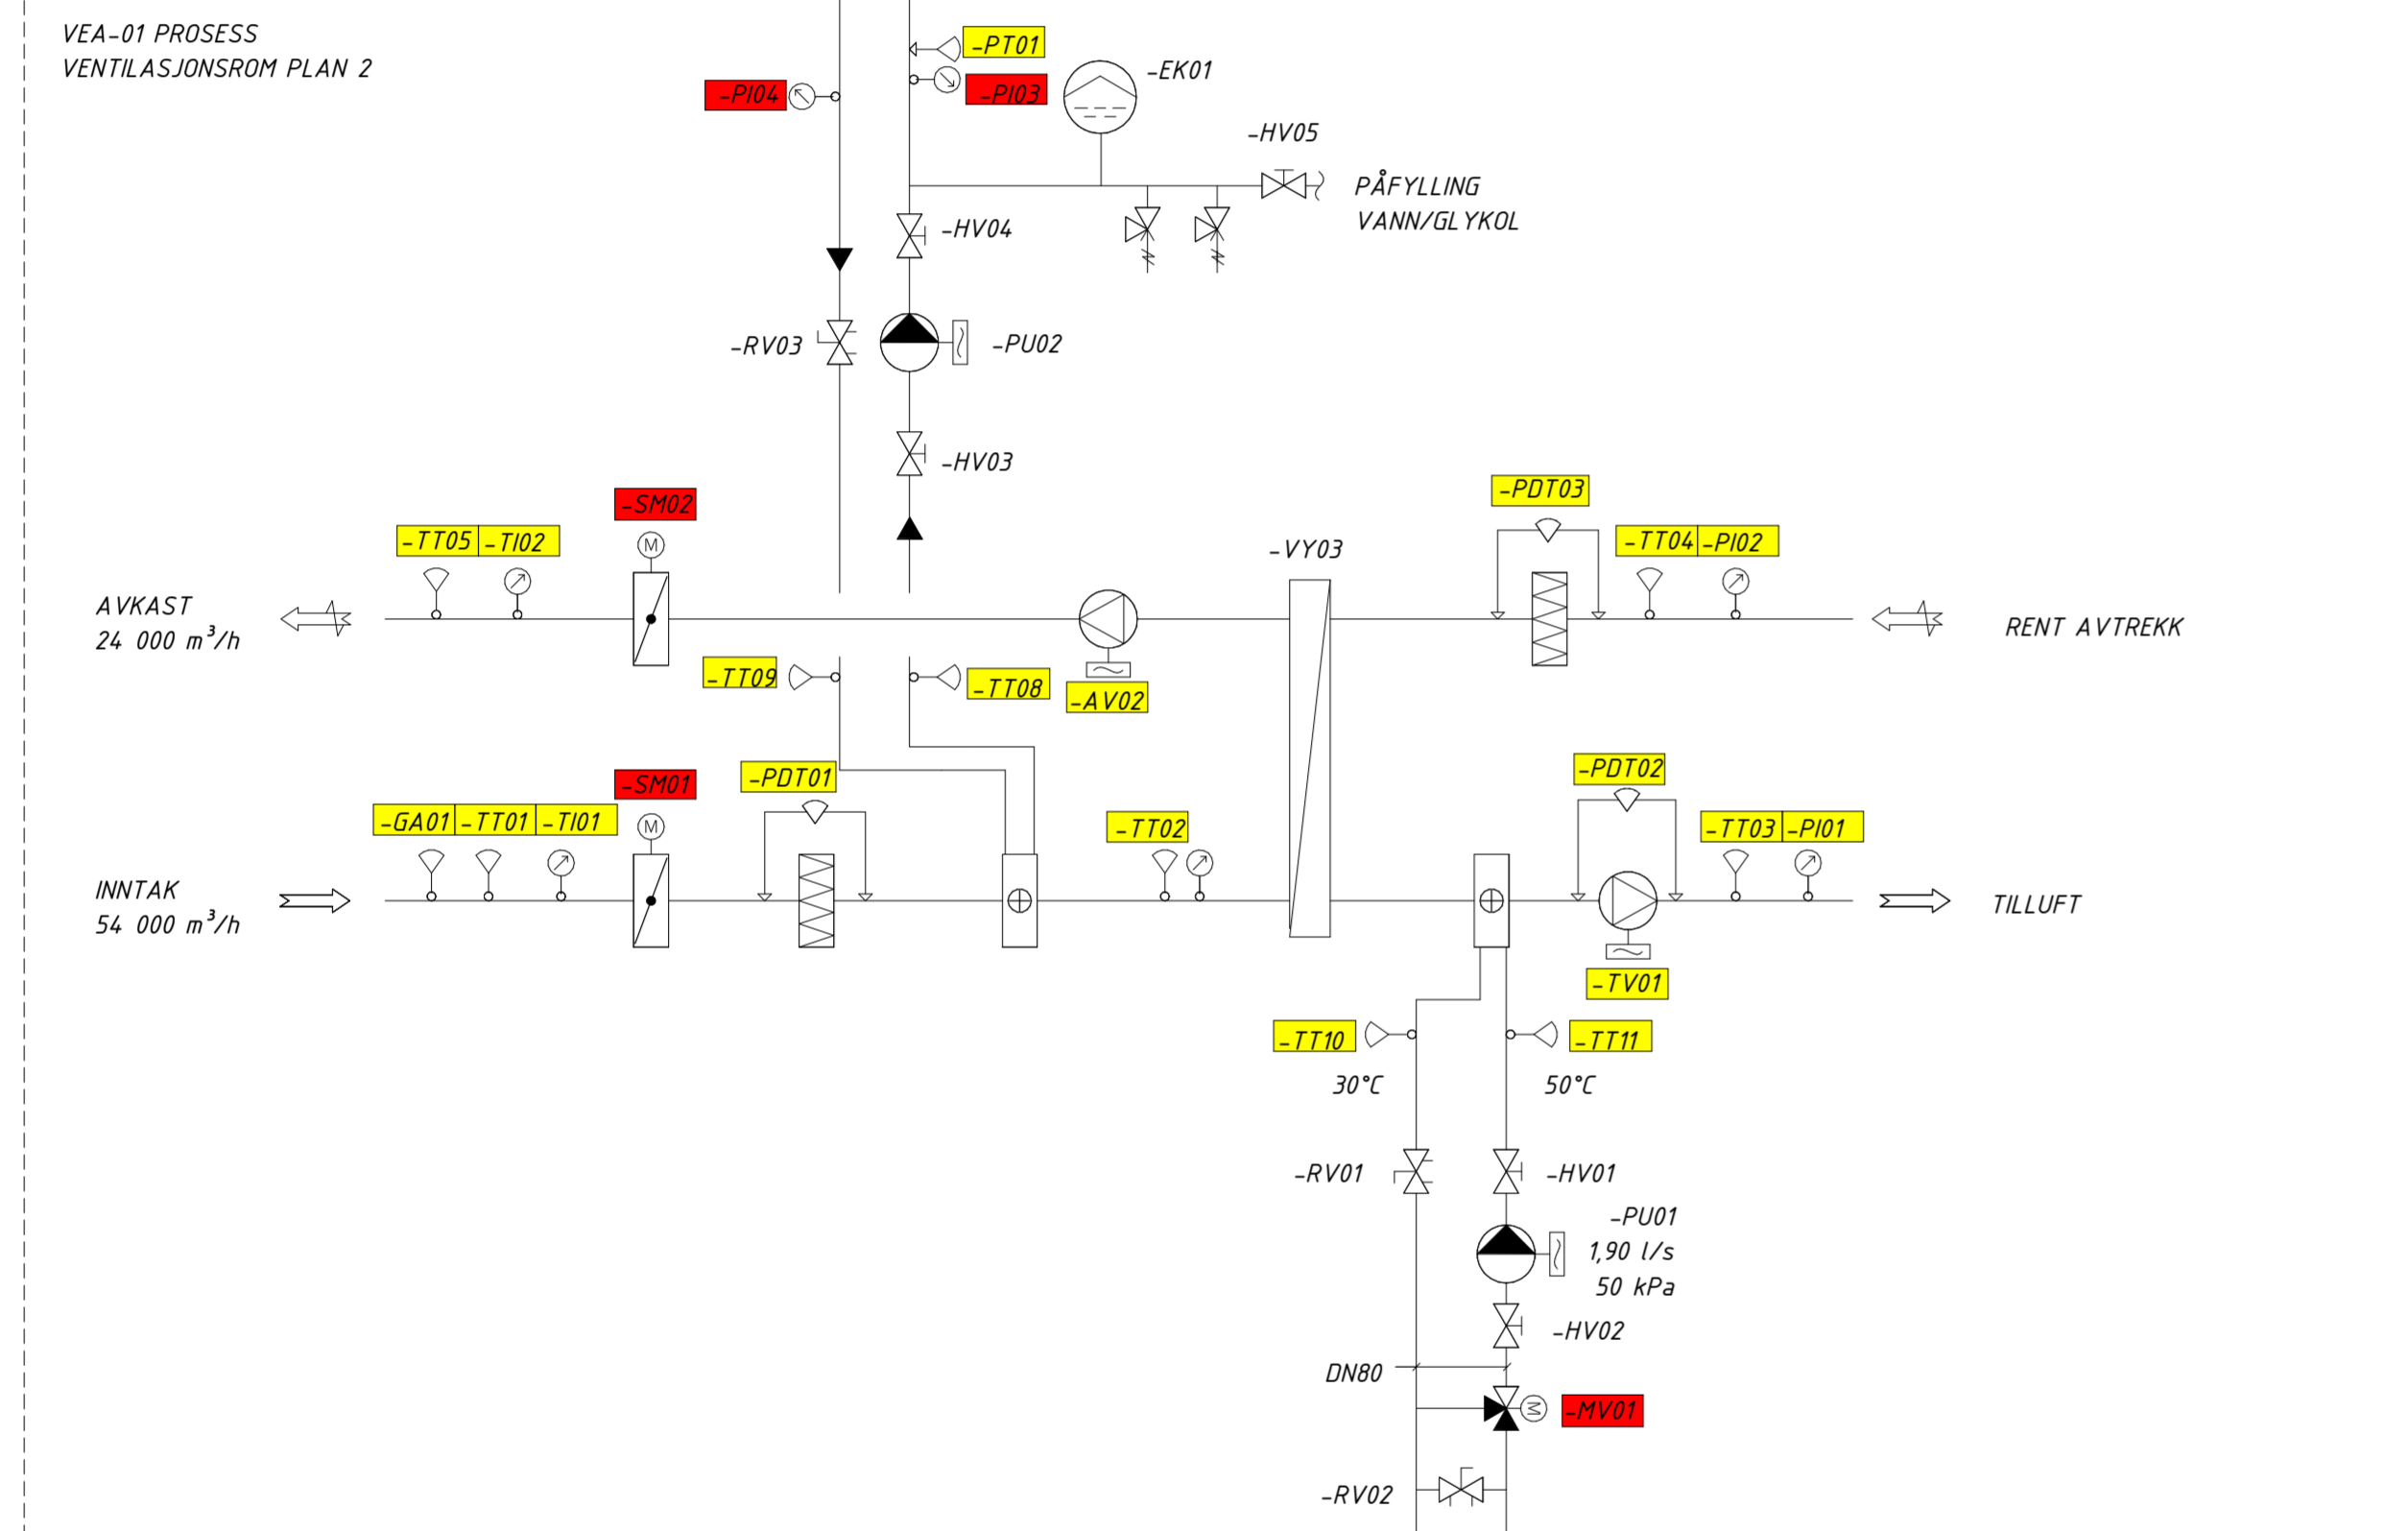 VEA-01 PROSESS
VENTILASJONSROM PLAN 2
-PT01
-PI04
-PI03
-EK01
-HV05
PÅFYLLING
VANN/GLYKOL
-HV04
-RV03
-PU02
-HV03
-SM02
-PDT03
-TT05 -TI02
M
-TT04 -PI02
-VY03
AVKAST
24 000 m³/h
RENT AVTREKK
-TT09
-TT08
-AV02
-SM01
-PDT01
-PDT02
-GA01 -TT01 -TI01
M
-TT02
-TT03 -PI01
INNTAK
54 000 m³/h
TILLUFT
-TV01
-TT10
-TT11
30°C
50°C
-RV01
-HV01
-PU01
1,90 l/s
50 kPa
-HV02
DN80
M
-MV01
-RV02